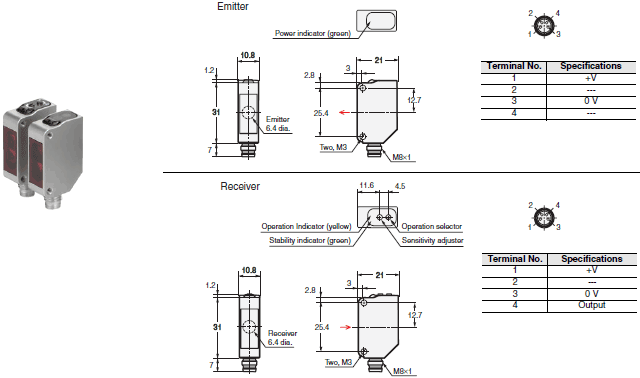 Emitter
Power indicator (green)
2 4
1 3
Terminal No. Specifications
1 +V
2 ---
3 0 V
4 ---
10.8
1.2
31
7
Emitter
6.4 dia.
21
3
2.8
25.4
12.7
Two, M3
M8×1
Receiver
11.6 4.5
Operation Indicator (yellow)
Operation selector
Stability indicator (green)
Sensitivity adjuster
2 4
1 3
Terminal No. Specifications
1 +V
2 ---
3 0 V
4 Output
10.8
1.2
31
7
Receiver
6.4 dia.
21
3
2.8
25.4
12.7
Two, M3
M8×1